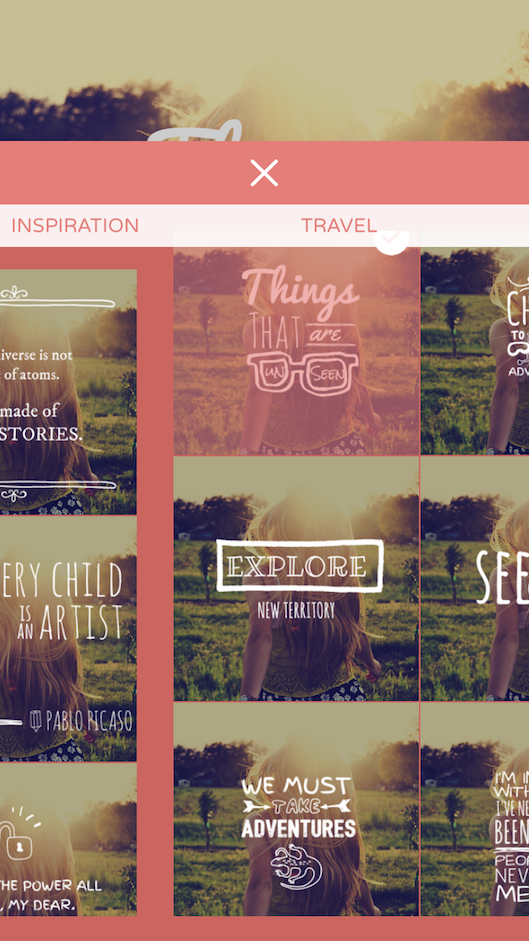 INSPIRATION
TRAVEL
iverse is not
of atoms.
made of
STORIES.
ERY CHILD
IS
AN ARTIST
PABLO PICASO
THE POWER ALL
, MY DEAR.
Things
THAT are
UN SEEN
EXPLORE
NEW TERRITORY
WE MUST
TAKE
ADVENTURES
CH
TO
ADV
SEE
I'M IN
WITH
I'VE NE
BEEN
PEO
NEV
ME